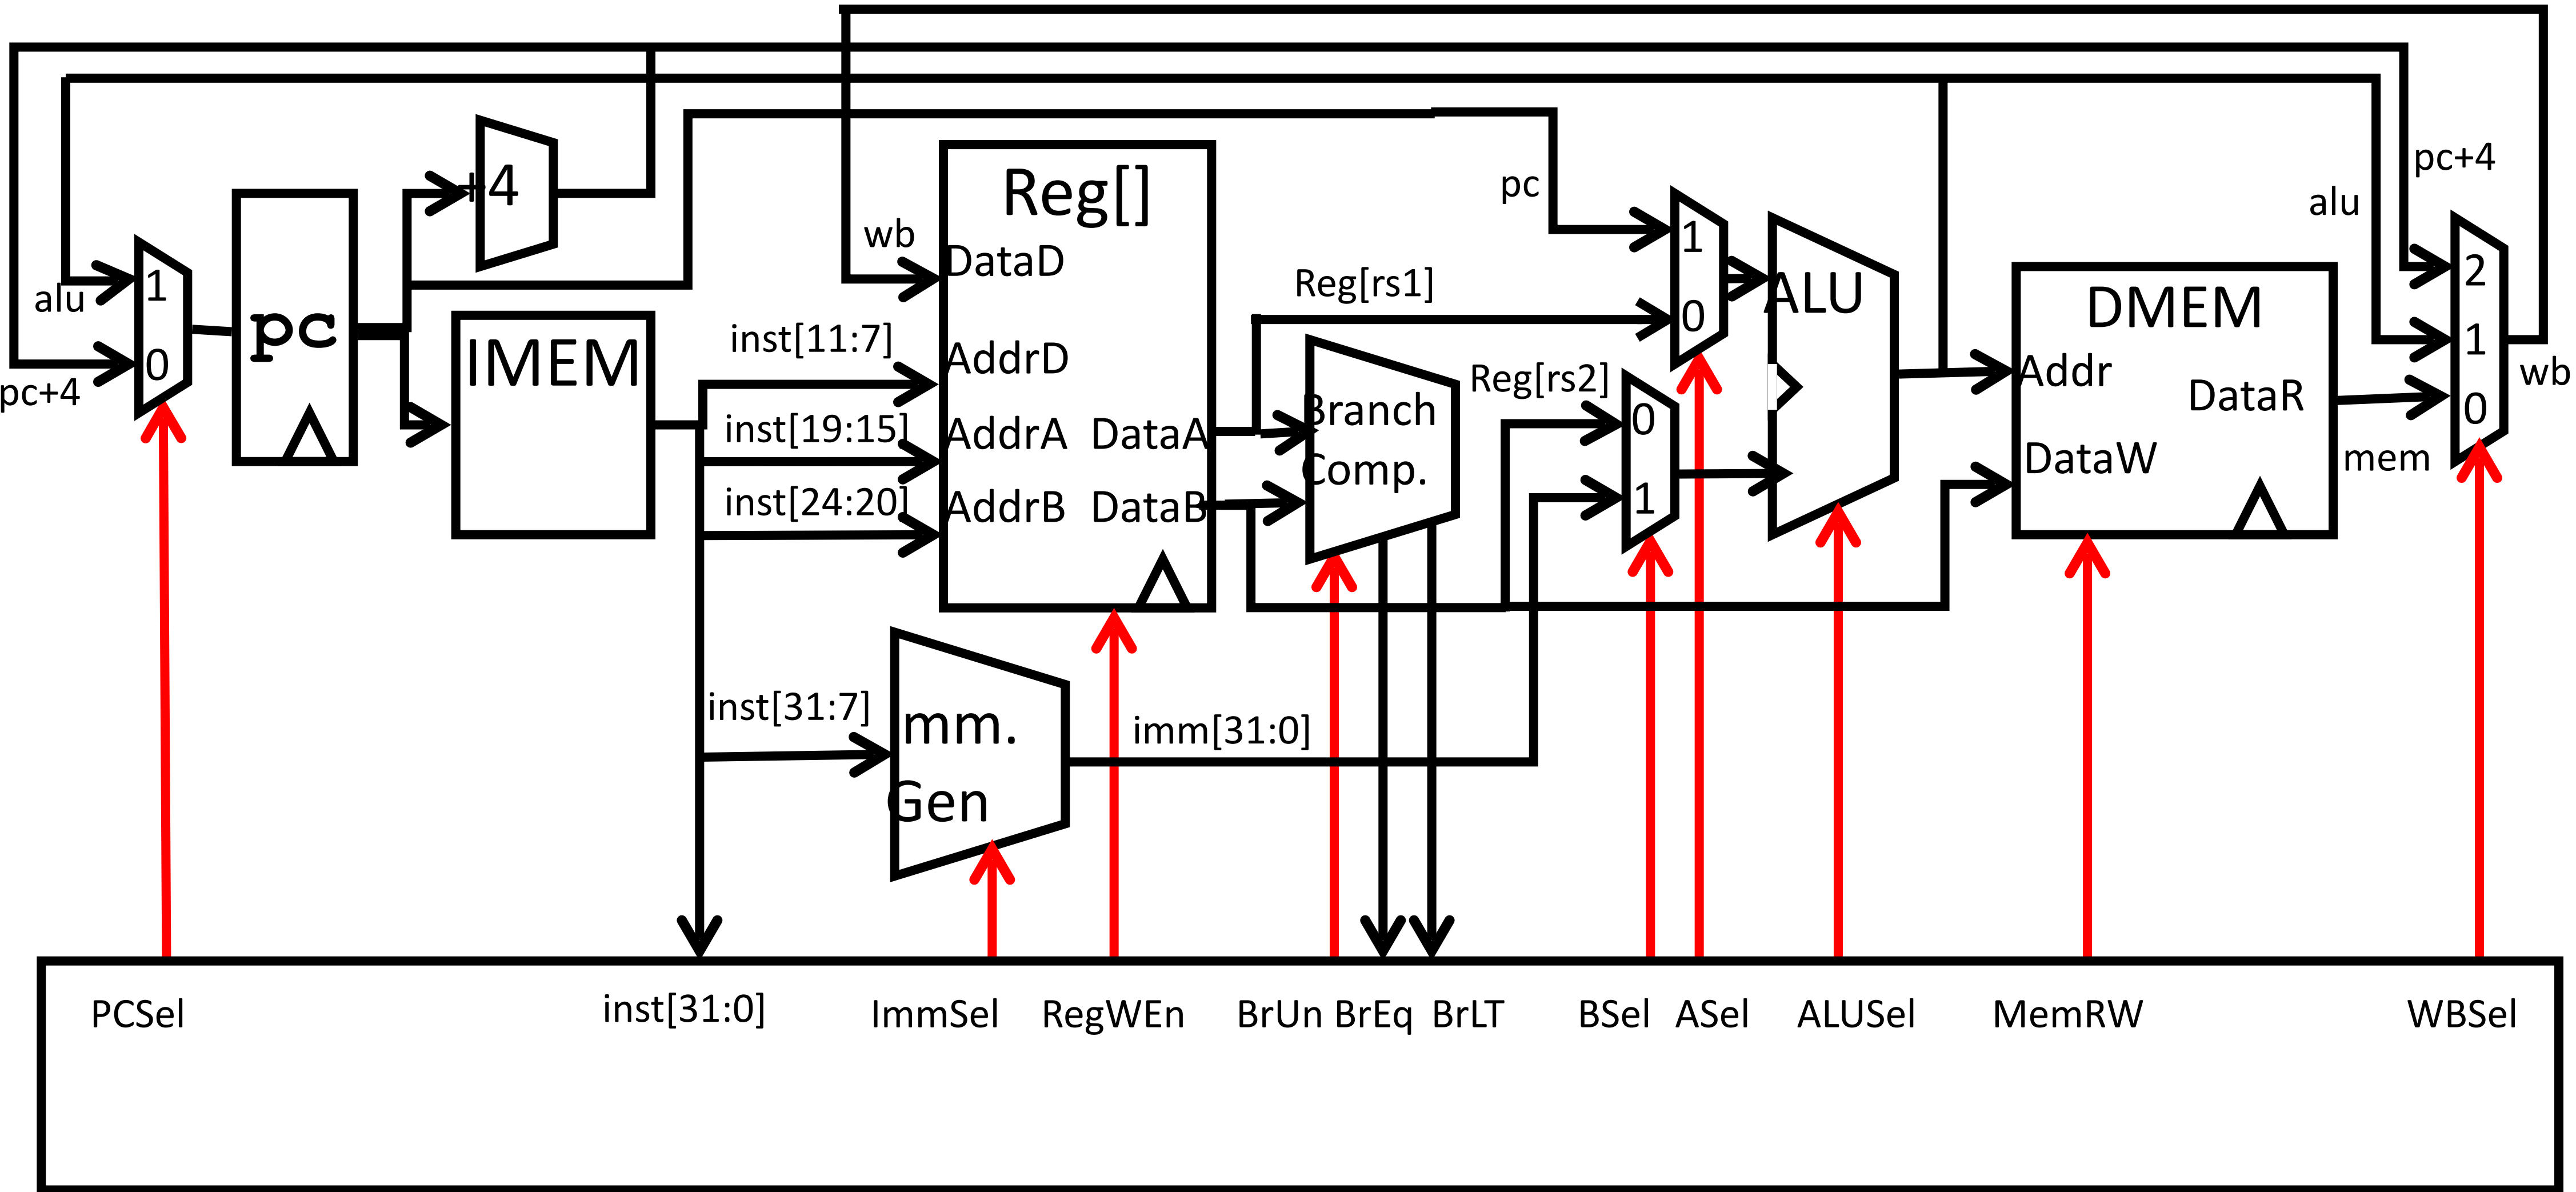 pc+4
alu
pc
wb
+4
Reg[]
DataD
AddrD
AddrA
AddrB
DataA
DataB
alu
pc+4
1
0
pc
IMEM
inst[11:7]
inst[19:15]
inst[24:20]
Reg[rs1]
Reg[rs2]
Branch
Comp.
1
0
0
1
ALU
DMEM
Addr
DataW
DataR
mem
2
1
0
wb
inst[31:7]
mm.
Gen
imm[31:0]
PCSel
inst[31:0]
ImmSel
RegWEn
BrUn
BrEq
BrLT
BSel
ASel
ALUSel
MemRW
WBSel